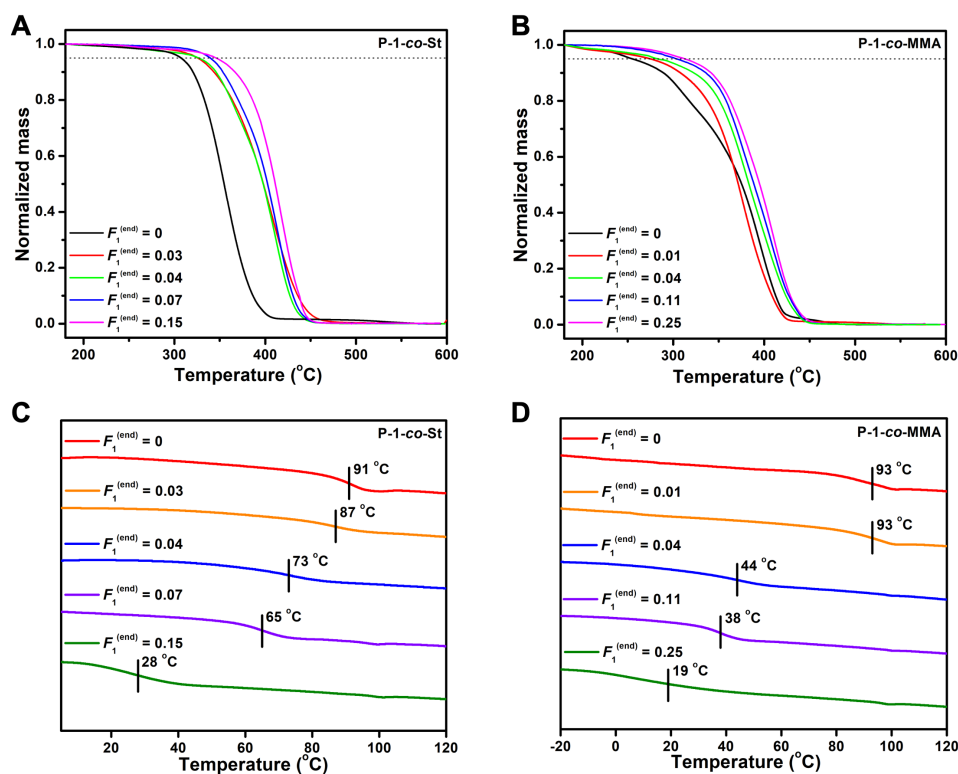 A
P-1-co-St
Normalized mass
1.0
0.8
0.6
0.4
0.2
0.0
F₁⁽ᵉⁿᵈ⁾ = 0
F₁⁽ᵉⁿᵈ⁾ = 0.03
F₁⁽ᵉⁿᵈ⁾ = 0.04
F₁⁽ᵉⁿᵈ⁾ = 0.07
F₁⁽ᵉⁿᵈ⁾ = 0.15
200 300 400 500 600
Temperature (°C)
B
P-1-co-MMA
Normalized mass
1.0
0.8
0.6
0.4
0.2
0.0
F₁⁽ᵉⁿᵈ⁾ = 0
F₁⁽ᵉⁿᵈ⁾ = 0.01
F₁⁽ᵉⁿᵈ⁾ = 0.04
F₁⁽ᵉⁿᵈ⁾ = 0.11
F₁⁽ᵉⁿᵈ⁾ = 0.25
200 300 400 500 600
Temperature (°C)
C
P-1-co-St
F₁⁽ᵉⁿᵈ⁾ = 0
91 °C
F₁⁽ᵉⁿᵈ⁾ = 0.03
87 °C
F₁⁽ᵉⁿᵈ⁾ = 0.04
73 °C
F₁⁽ᵉⁿᵈ⁾ = 0.07
65 °C
F₁⁽ᵉⁿᵈ⁾ = 0.15
28 °C
20 40 60 80 100 120
Temperature (°C)
D
P-1-co-MMA
F₁⁽ᵉⁿᵈ⁾ = 0
93 °C
F₁⁽ᵉⁿᵈ⁾ = 0.01
93 °C
F₁⁽ᵉⁿᵈ⁾ = 0.04
44 °C
F₁⁽ᵉⁿᵈ⁾ = 0.11
38 °C
F₁⁽ᵉⁿᵈ⁾ = 0.25
19 °C
-20 0 20 40 60 80 100 120
Temperature (°C)